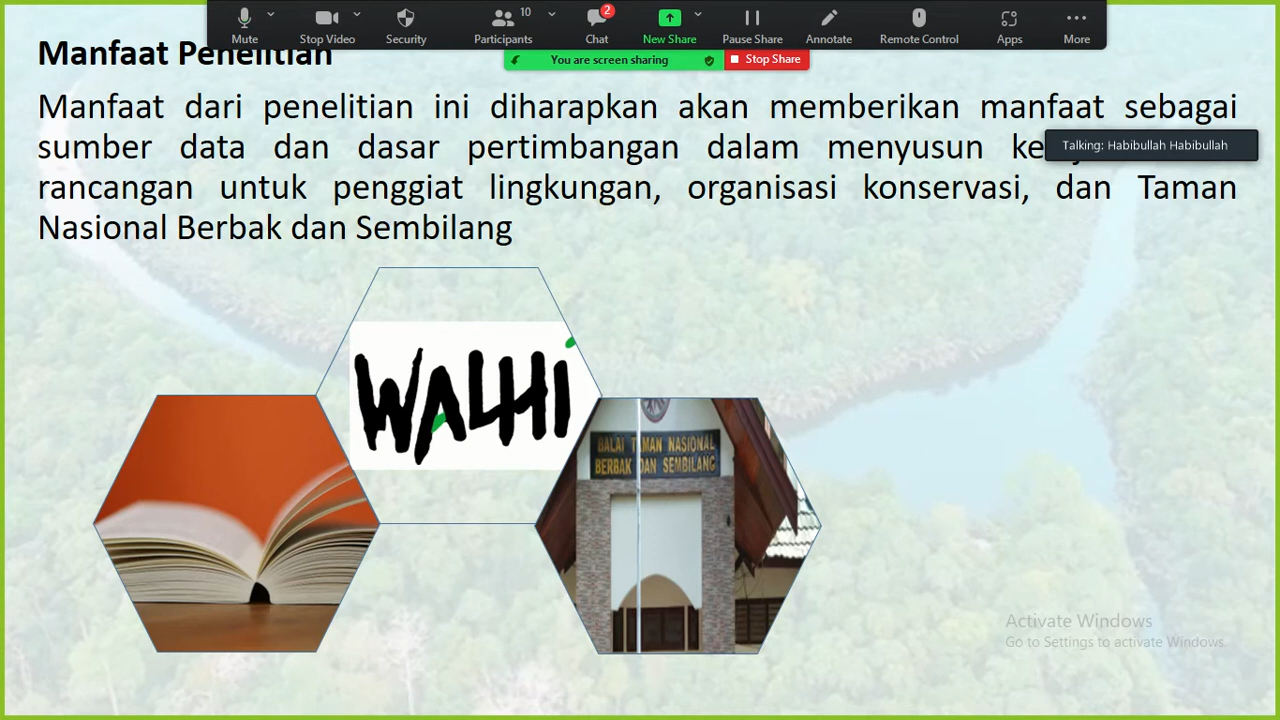 10
2
Mute
Stop Video
Security
Participants
Chat
New Share
Pause Share
Annotate
Remote Control
Apps
More
You are screen sharing
Stop Share
Manfaat Penelitian
Manfaat dari penelitian ini diharapkan akan memberikan manfaat sebagai
sumber data dan dasar pertimbangan dalam menyusun
Talking: Habibullah Habibullah
rancangan untuk penggiat lingkungan, organisasi konservasi, dan Taman
Nasional Berbak dan Sembilang
WALHI
BALAI TAMAN NASIONAL
BERBAK DAN SEMBILANG
Activate Windows
Go to Settings to activate Windows.